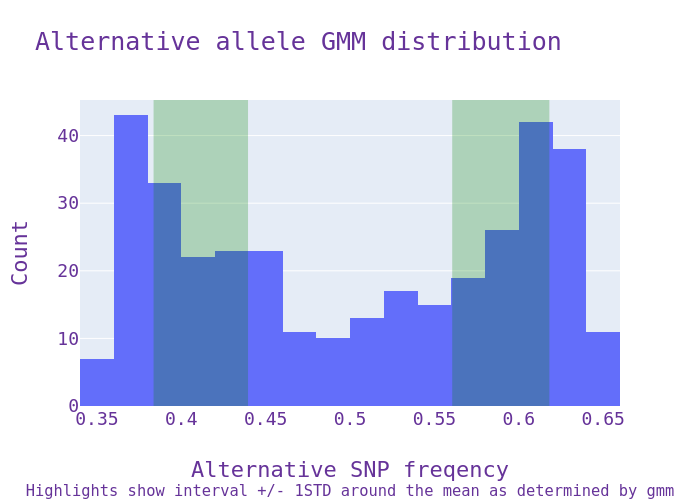 Alternative allele GMM distribution
40
30
20
10
0
Count
0.35 0.4 0.45 0.5 0.55 0.6 0.65
Alternative SNP freqency
Highlights show interval +/- 1STD around the mean as determined by gmm